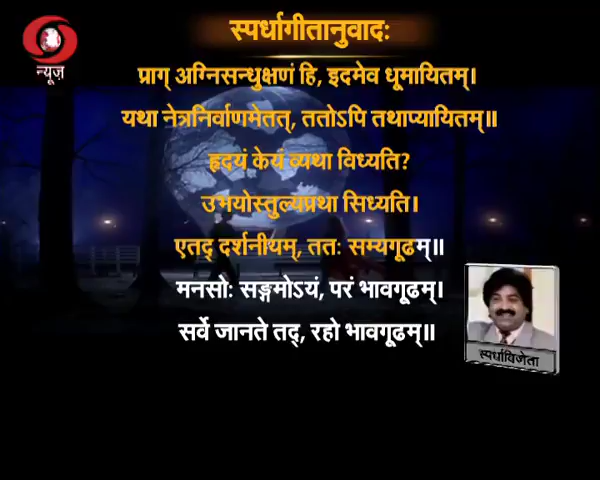 स्पर्धागीतानुवादः
न्यूज़
प्राग् अग्निसन्धुक्षणं हि, इदमेव धूमायितम्।
यथा नेत्रनिर्वाणमेतत्, ततोऽपि तथाप्यायितम्॥
हृदयं केयं व्यथा विध्यति?
उभयोस्तुल्यप्रथा सिध्यति।
एतद् दर्शनीयम्, ततः सम्यगूढम्॥
मनसोः सङ्गमोऽयं, परं भावगूढम्।
सर्वे जानते तद्, रहो भावगूढम्॥
स्पर्धाविजेता